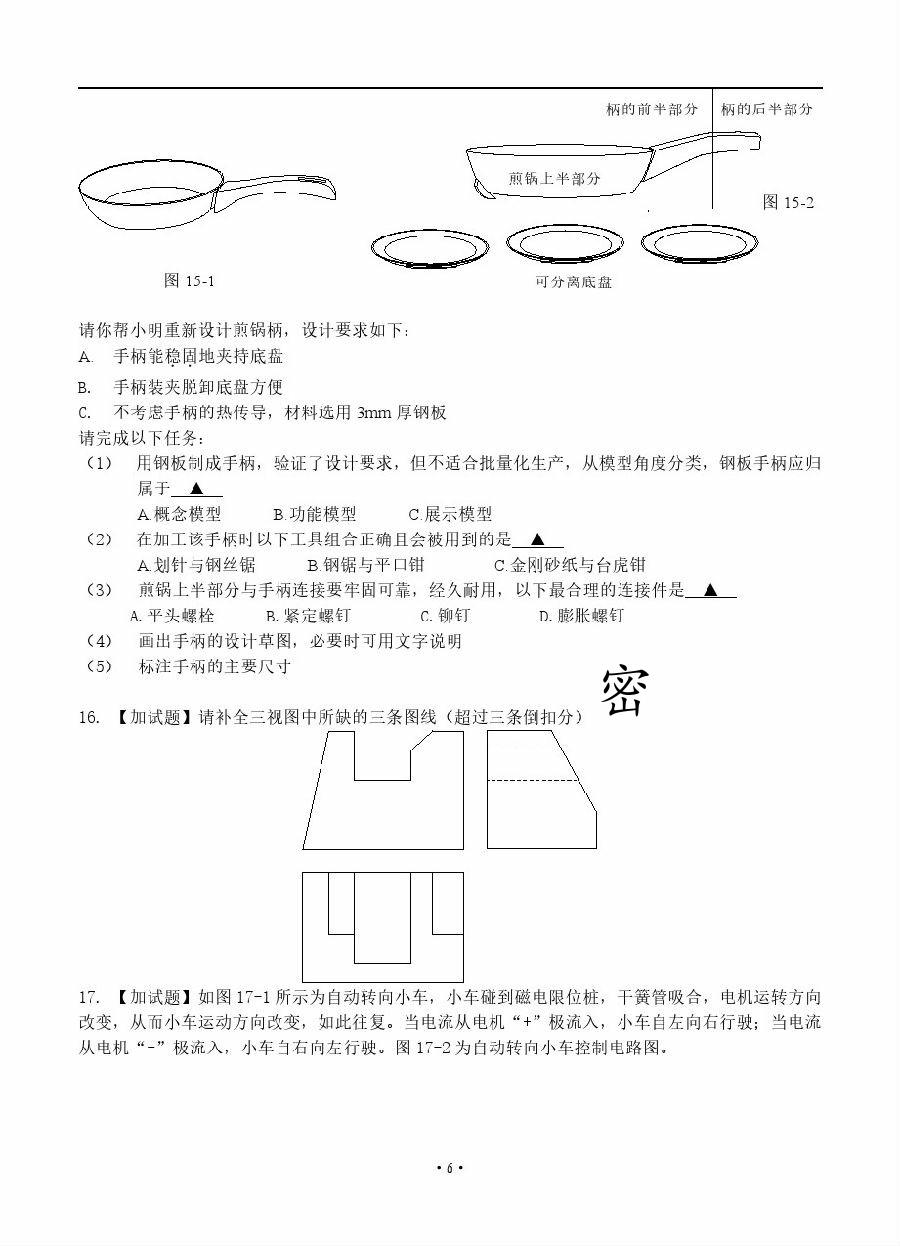 柄的前半部分 柄的后半部分
煎锅上半部分
图 15-2
图 15-1
可分离底盘
请你帮小明重新设计煎锅柄，设计要求如下:
A. 手柄能稳固地夹持底盘
B. 手柄装夹脱卸底盘方便
C. 不考虑手柄的热传导，材料选用 3mm 厚钢板
请完成以下任务:
（1） 用钢板制成手柄，验证了设计要求，但不适合批量化生产，从模型角度分类，钢板手柄应归
属于 ▲
A.概念模型 B.功能模型 C.展示模型
（2） 在加工该手柄时以下工具组合正确且会被用到的是 ▲
A.划针与钢丝锯 B.钢锯与平口钳 C.金刚砂纸与台虎钳
（3） 煎锅上半部分与手柄连接要牢固可靠，经久耐用，以下最合理的连接件是 ▲
A. 平头螺栓 B. 紧定螺钉 C. 铆钉 D. 膨胀螺钉
（4） 画出手柄的设计草图，必要时可用文字说明
（5） 标注手柄的主要尺寸
密
16. 【加试题】请补全三视图中所缺的三条图线（超过三条倒扣分）
17. 【加试题】如图 17-1 所示为自动转向小车，小车碰到磁电限位桩，干簧管吸合，电机运转方向
改变，从而小车运动方向改变，如此往复。当电流从电机“+”极流入，小车自左向右行驶；当电流
从电机“-”极流入，小车自右向左行驶。图 17-2 为自动转向小车控制电路图。
· 6 ·